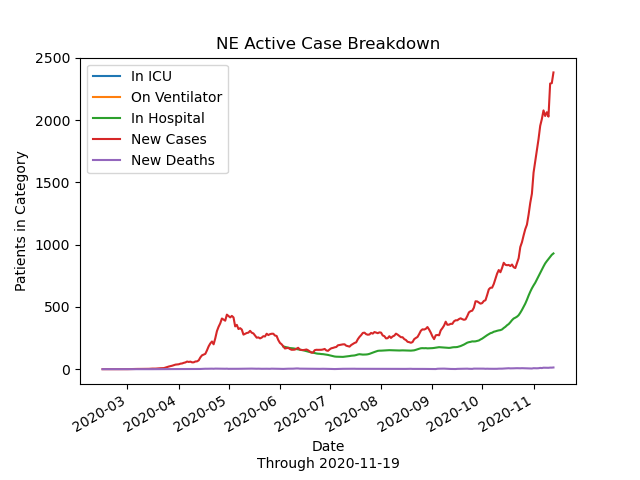 NE Active Case Breakdown
In ICU
On Ventilator
In Hospital
New Cases
New Deaths
Patients in Category
2500
2000
1500
1000
500
0
2020-03
2020-04
2020-05
2020-06
2020-07
2020-08
2020-09
2020-10
2020-11
Date
Through 2020-11-19